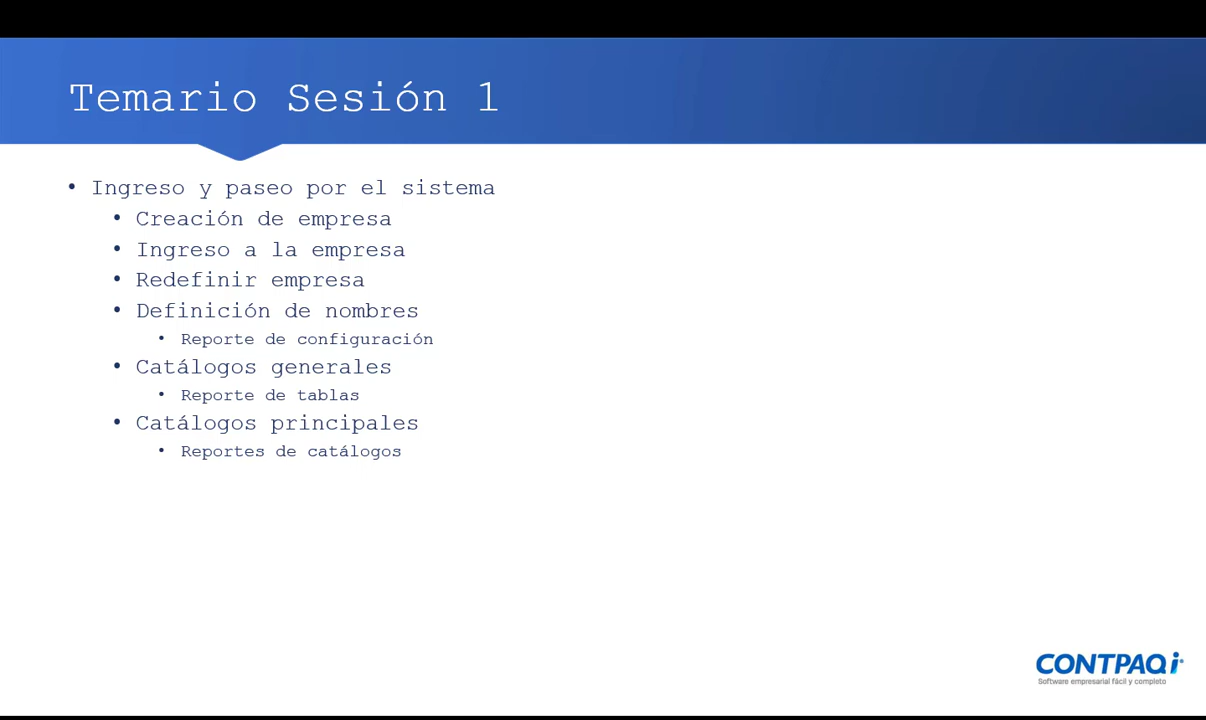 Temario Sesión 1
• Ingreso y paseo por el sistema
• Creación de empresa
• Ingreso a la empresa
• Redefinir empresa
• Definición de nombres
• Reporte de configuración
• Catálogos generales
• Reporte de tablas
• Catálogos principales
• Reportes de catálogos
CONTPAQi®
Software empresarial fácil y completo